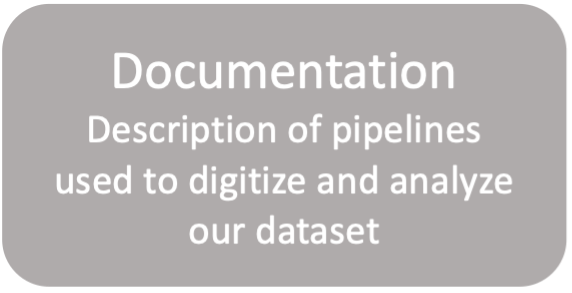 Documentation
Description of pipelines
used to digitize and analyze
our dataset